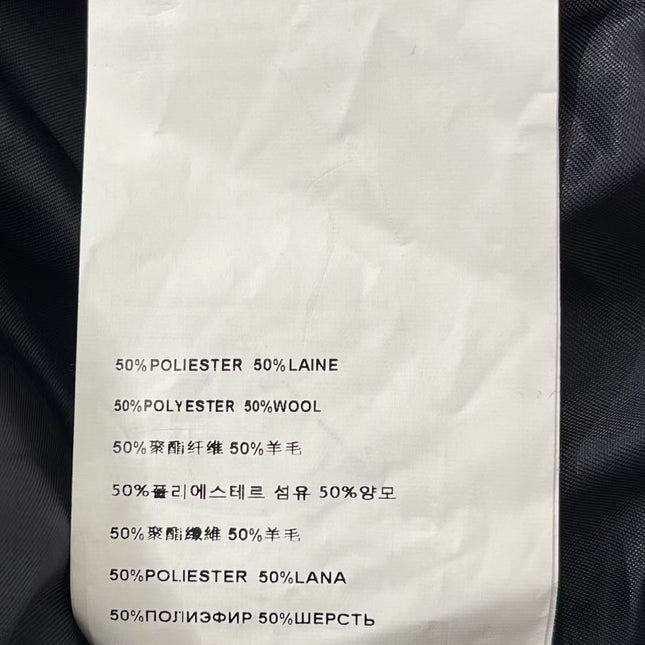 50%POLIESTER 50%LAINE
50%POLYESTER 50%WOOL
50%聚酯纤维 50%羊毛
50%폴리에스테르 섬유 50%양모
50%聚酯纖維 50%羊毛
50%POLIESTER 50%LANA
50%ПОЛИЭФИР 50%ШЕРСТЬ